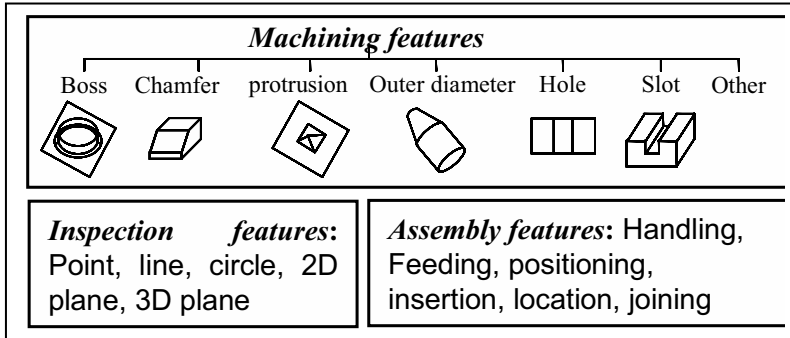 Machining features
Boss Chamfer protrusion Outer diameter Hole Slot Other
Inspection features:
Point, line, circle, 2D
plane, 3D plane
Assembly features: Handling,
Feeding, positioning,
insertion, location, joining